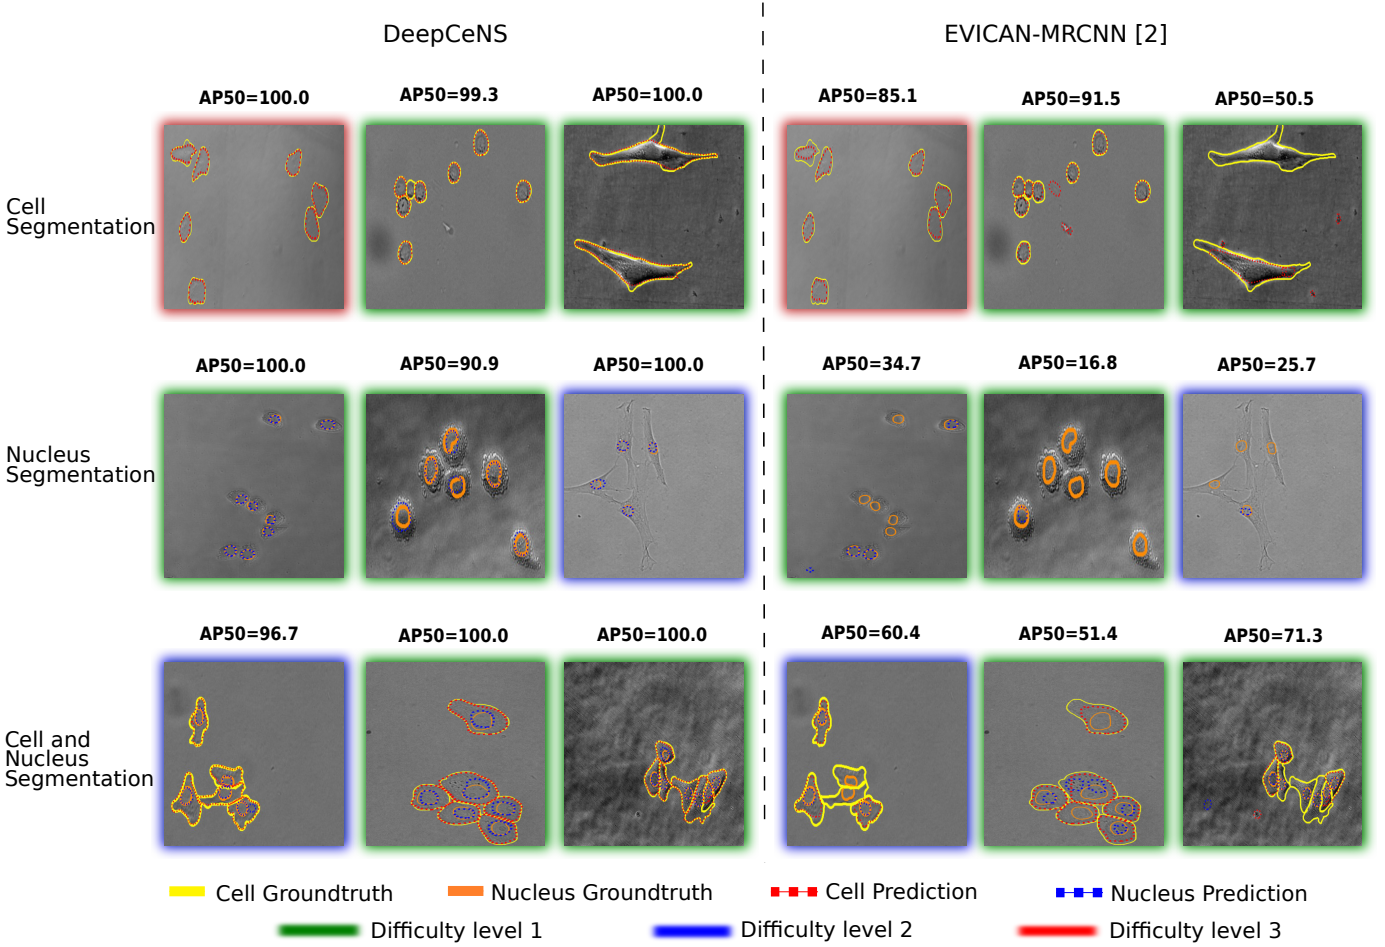 DeepCeNS
EVICAN-MRCNN [2]
AP50=100.0
AP50=99.3
AP50=100.0
AP50=85.1
AP50=91.5
AP50=50.5
Cell
Segmentation
AP50=100.0
AP50=90.9
AP50=100.0
AP50=34.7
AP50=16.8
AP50=25.7
Nucleus
Segmentation
AP50=96.7
AP50=100.0
AP50=100.0
AP50=60.4
AP50=51.4
AP50=71.3
Cell and
Nucleus
Segmentation
Cell Groundtruth
Nucleus Groundtruth
Cell Prediction
Nucleus Prediction
Difficulty level 1
Difficulty level 2
Difficulty level 3